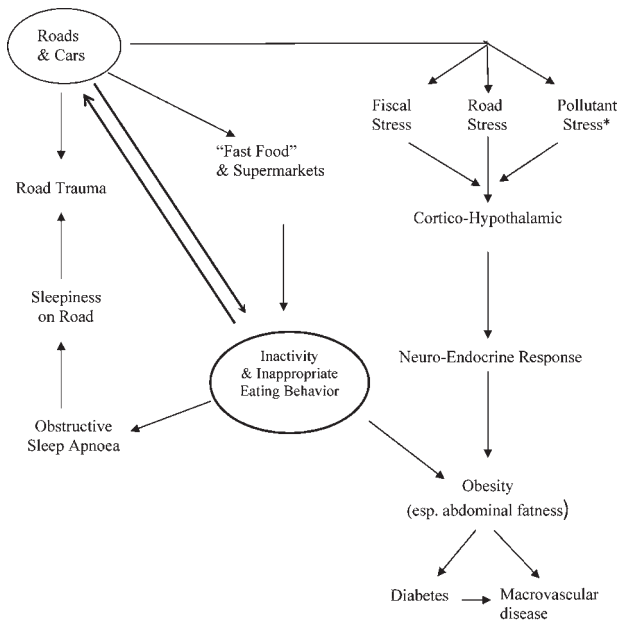 Roads
& Cars
Fiscal
Stress
Road
Stress
Pollutant
Stress*
“Fast Food”
& Supermarkets
Road Trauma
Cortico-Hypothalamic
Sleepiness
on Road
Inactivity
& Inappropriate
Eating Behavior
Neuro-Endocrine Response
Obstructive
Sleep Apnoea
Obesity
(esp. abdominal fatness)
Diabetes
Macrovascular
disease